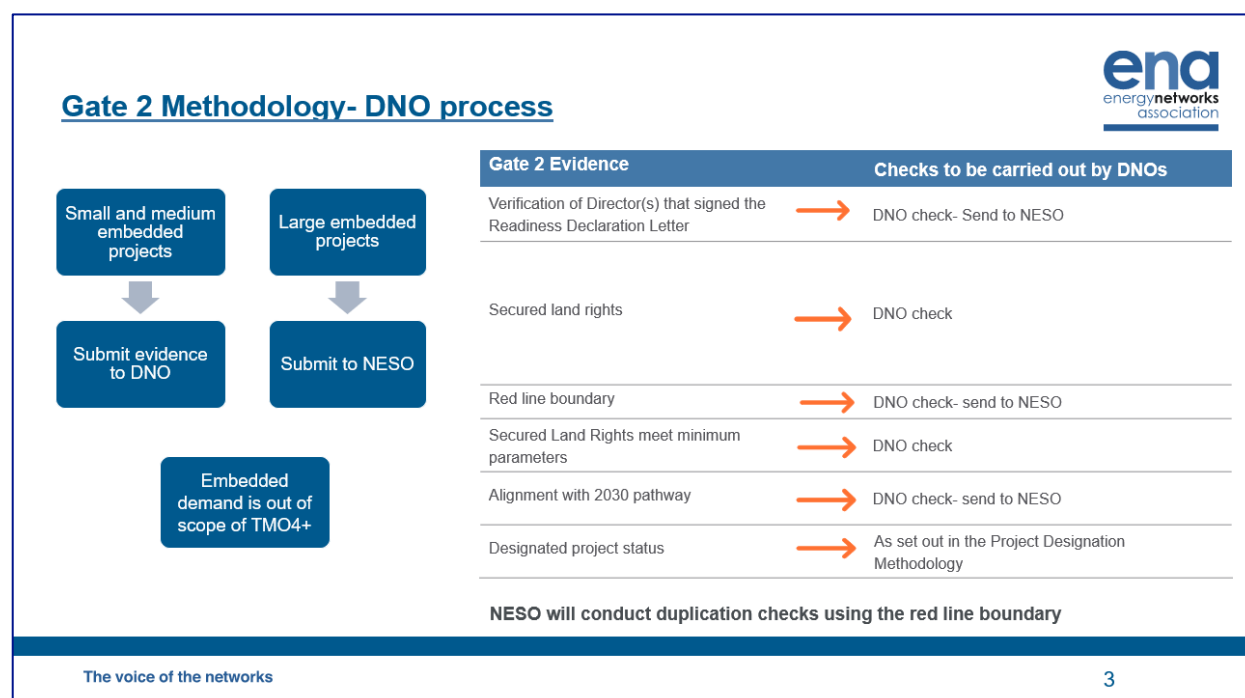 ena
energynetworks
association
Gate 2 Methodology- DNO process
Small and medium
embedded
projects
Large embedded
projects
Submit evidence
to DNO
Submit to NESO
Embedded
demand is out of
scope of TMO4+
Gate 2 Evidence
Checks to be carried out by DNOs
Verification of Director(s) that signed the
Readiness Declaration Letter
DNO check- Send to NESO
Secured land rights
DNO check
Red line boundary
DNO check- send to NESO
Secured Land Rights meet minimum
parameters
DNO check
Alignment with 2030 pathway
DNO check- send to NESO
Designated project status
As set out in the Project Designation
Methodology
NESO will conduct duplication checks using the red line boundary
The voice of the networks
3